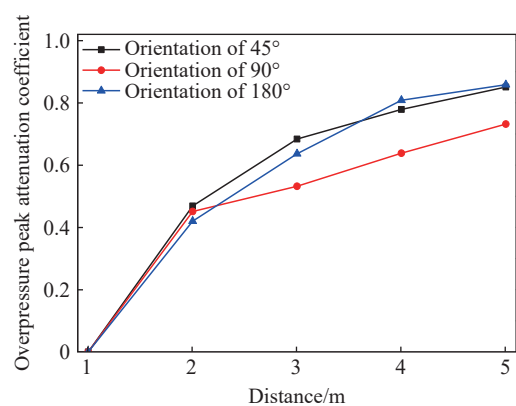 1.0
0.8
0.6
0.4
0.2
0
Overpressure peak attenuation coefficient
Orientation of 45°
Orientation of 90°
Orientation of 180°
1 2 3 4 5
Distance/m